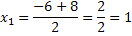 x₁ = (−6 + 8)/2 = 2/2 = 1